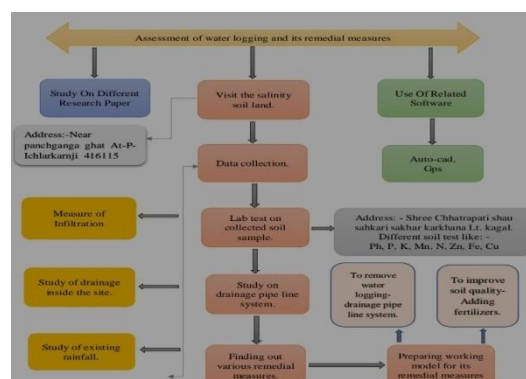 Assessment of water logging and its remedial measures
Study On Different
Research Paper
Visit the salinity
soil land.
Use Of Related
Software
Address:-Near
panchganga ghat At-P-
Ichlarkarnji 416115
Data collection.
Auto-cad,
Gps
Measure of
Infiltration
Lab test on
collected soil
sample.
Address: - Shree Chhatrapati shau
sahkari sakhar karkhana Lt. kagal.
Different soil test like: -
Ph, P, K, Mn, N, Zn, Fe, Cu
Study of drainage
inside the site.
Study on
drainage pipe line
system.
To remove
water
logging-
drainage pipe
line system.
To improve
soil quality-
Adding
fertilizers.
Study of existing
rainfall.
Finding out
various remedial
measures.
Preparing working
model for its
remedial measures